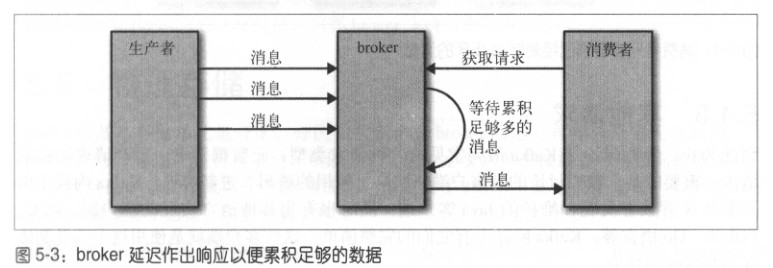 生产者
broker
消费者
消息
消息
消息
获取请求
等待累积
足够多的
消息
消息
图 5-3：broker 延迟作出响应以便累积足够的数据